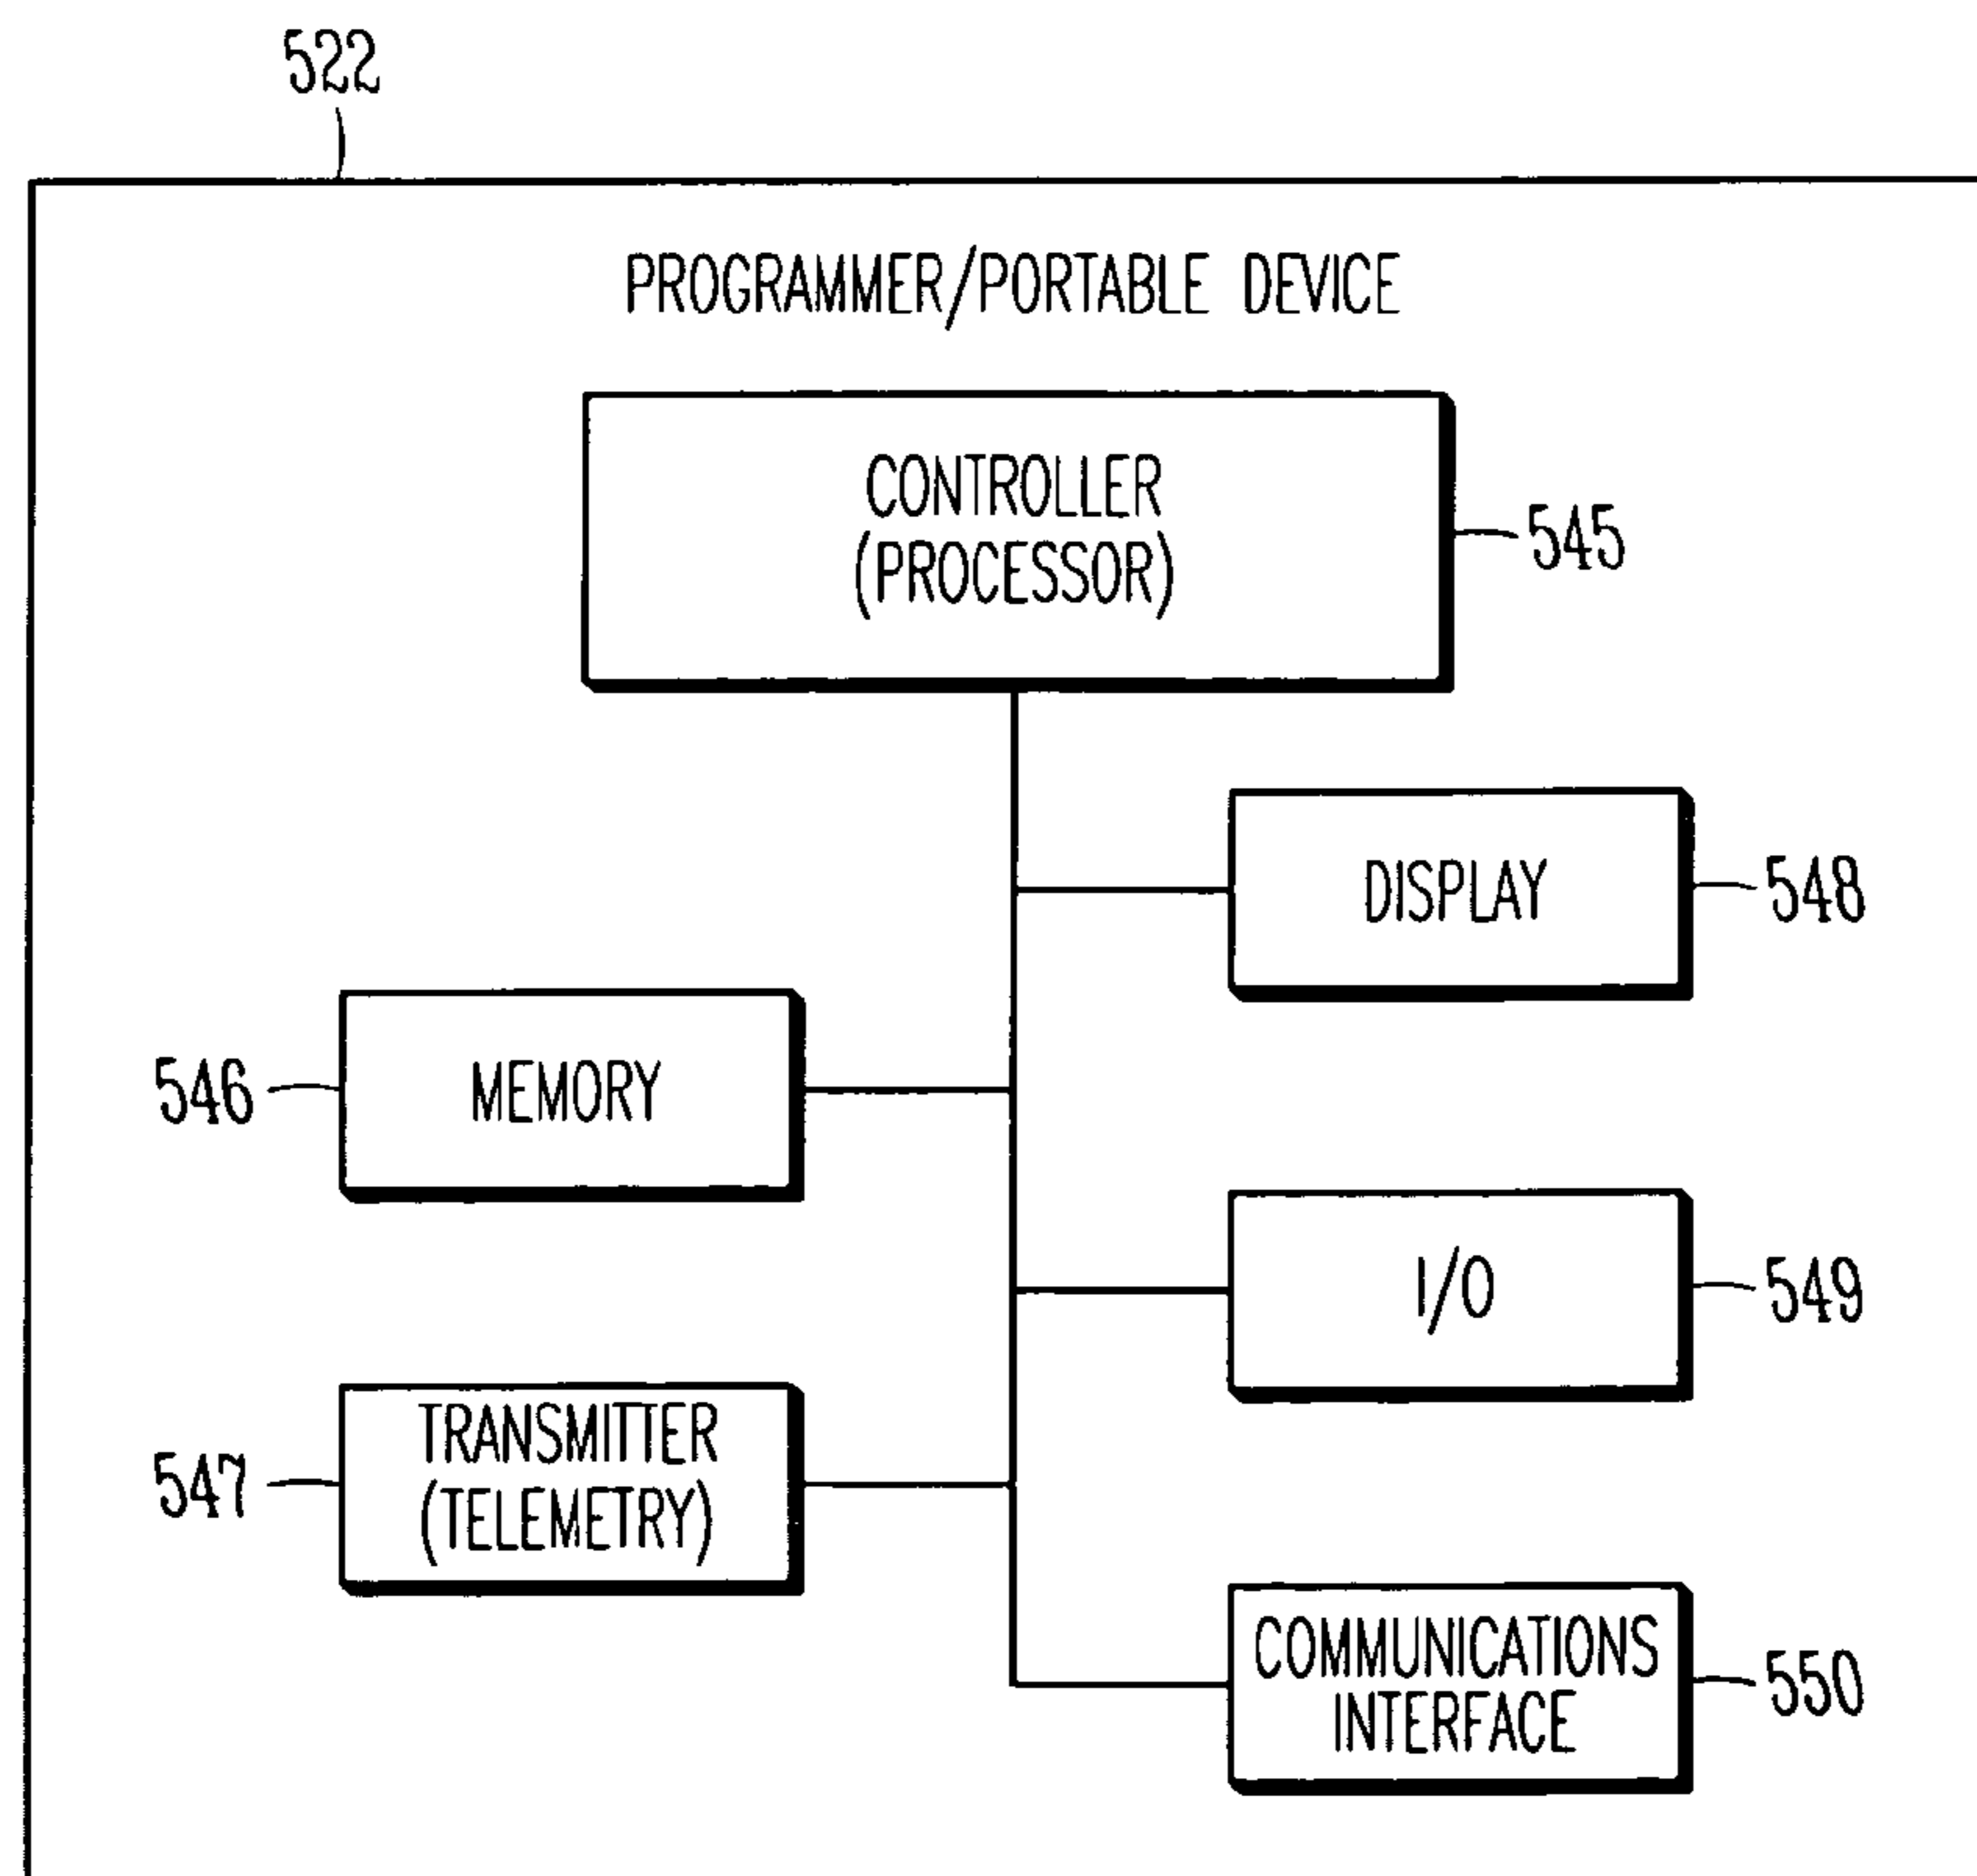 522
PROGRAMMER/PORTABLE DEVICE
CONTROLLER
(PROCESSOR)
545
DISPLAY
548
546
MEMORY
I/O
549
547
TRANSMITTER
(TELEMETRY)
COMMUNICATIONS
INTERFACE
550